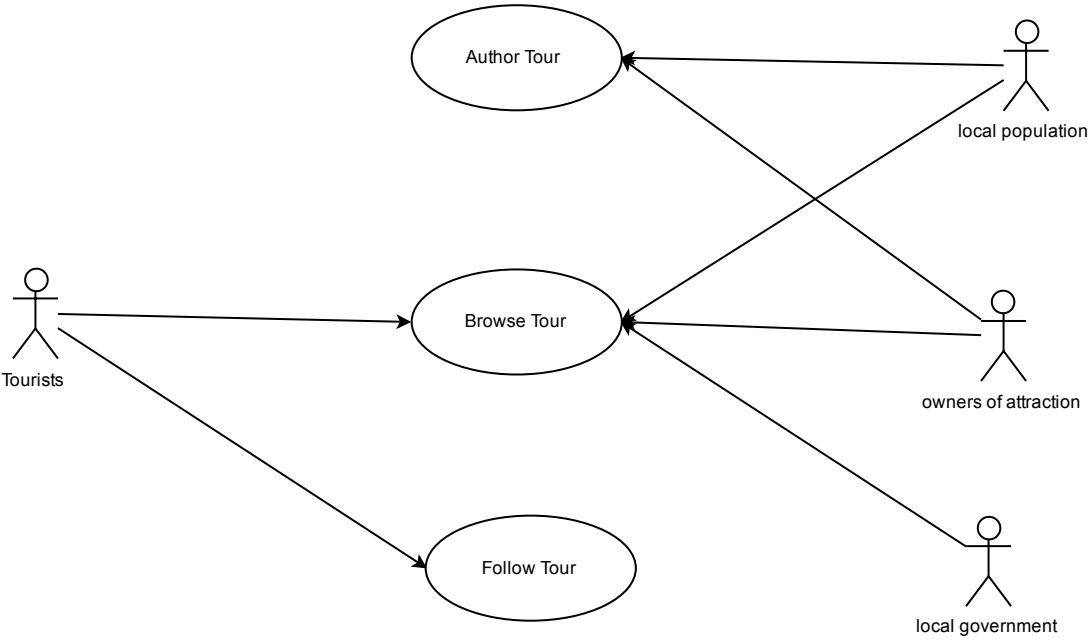 Author Tour
local population
Browse Tour
Tourists
owners of attraction
Follow Tour
local government